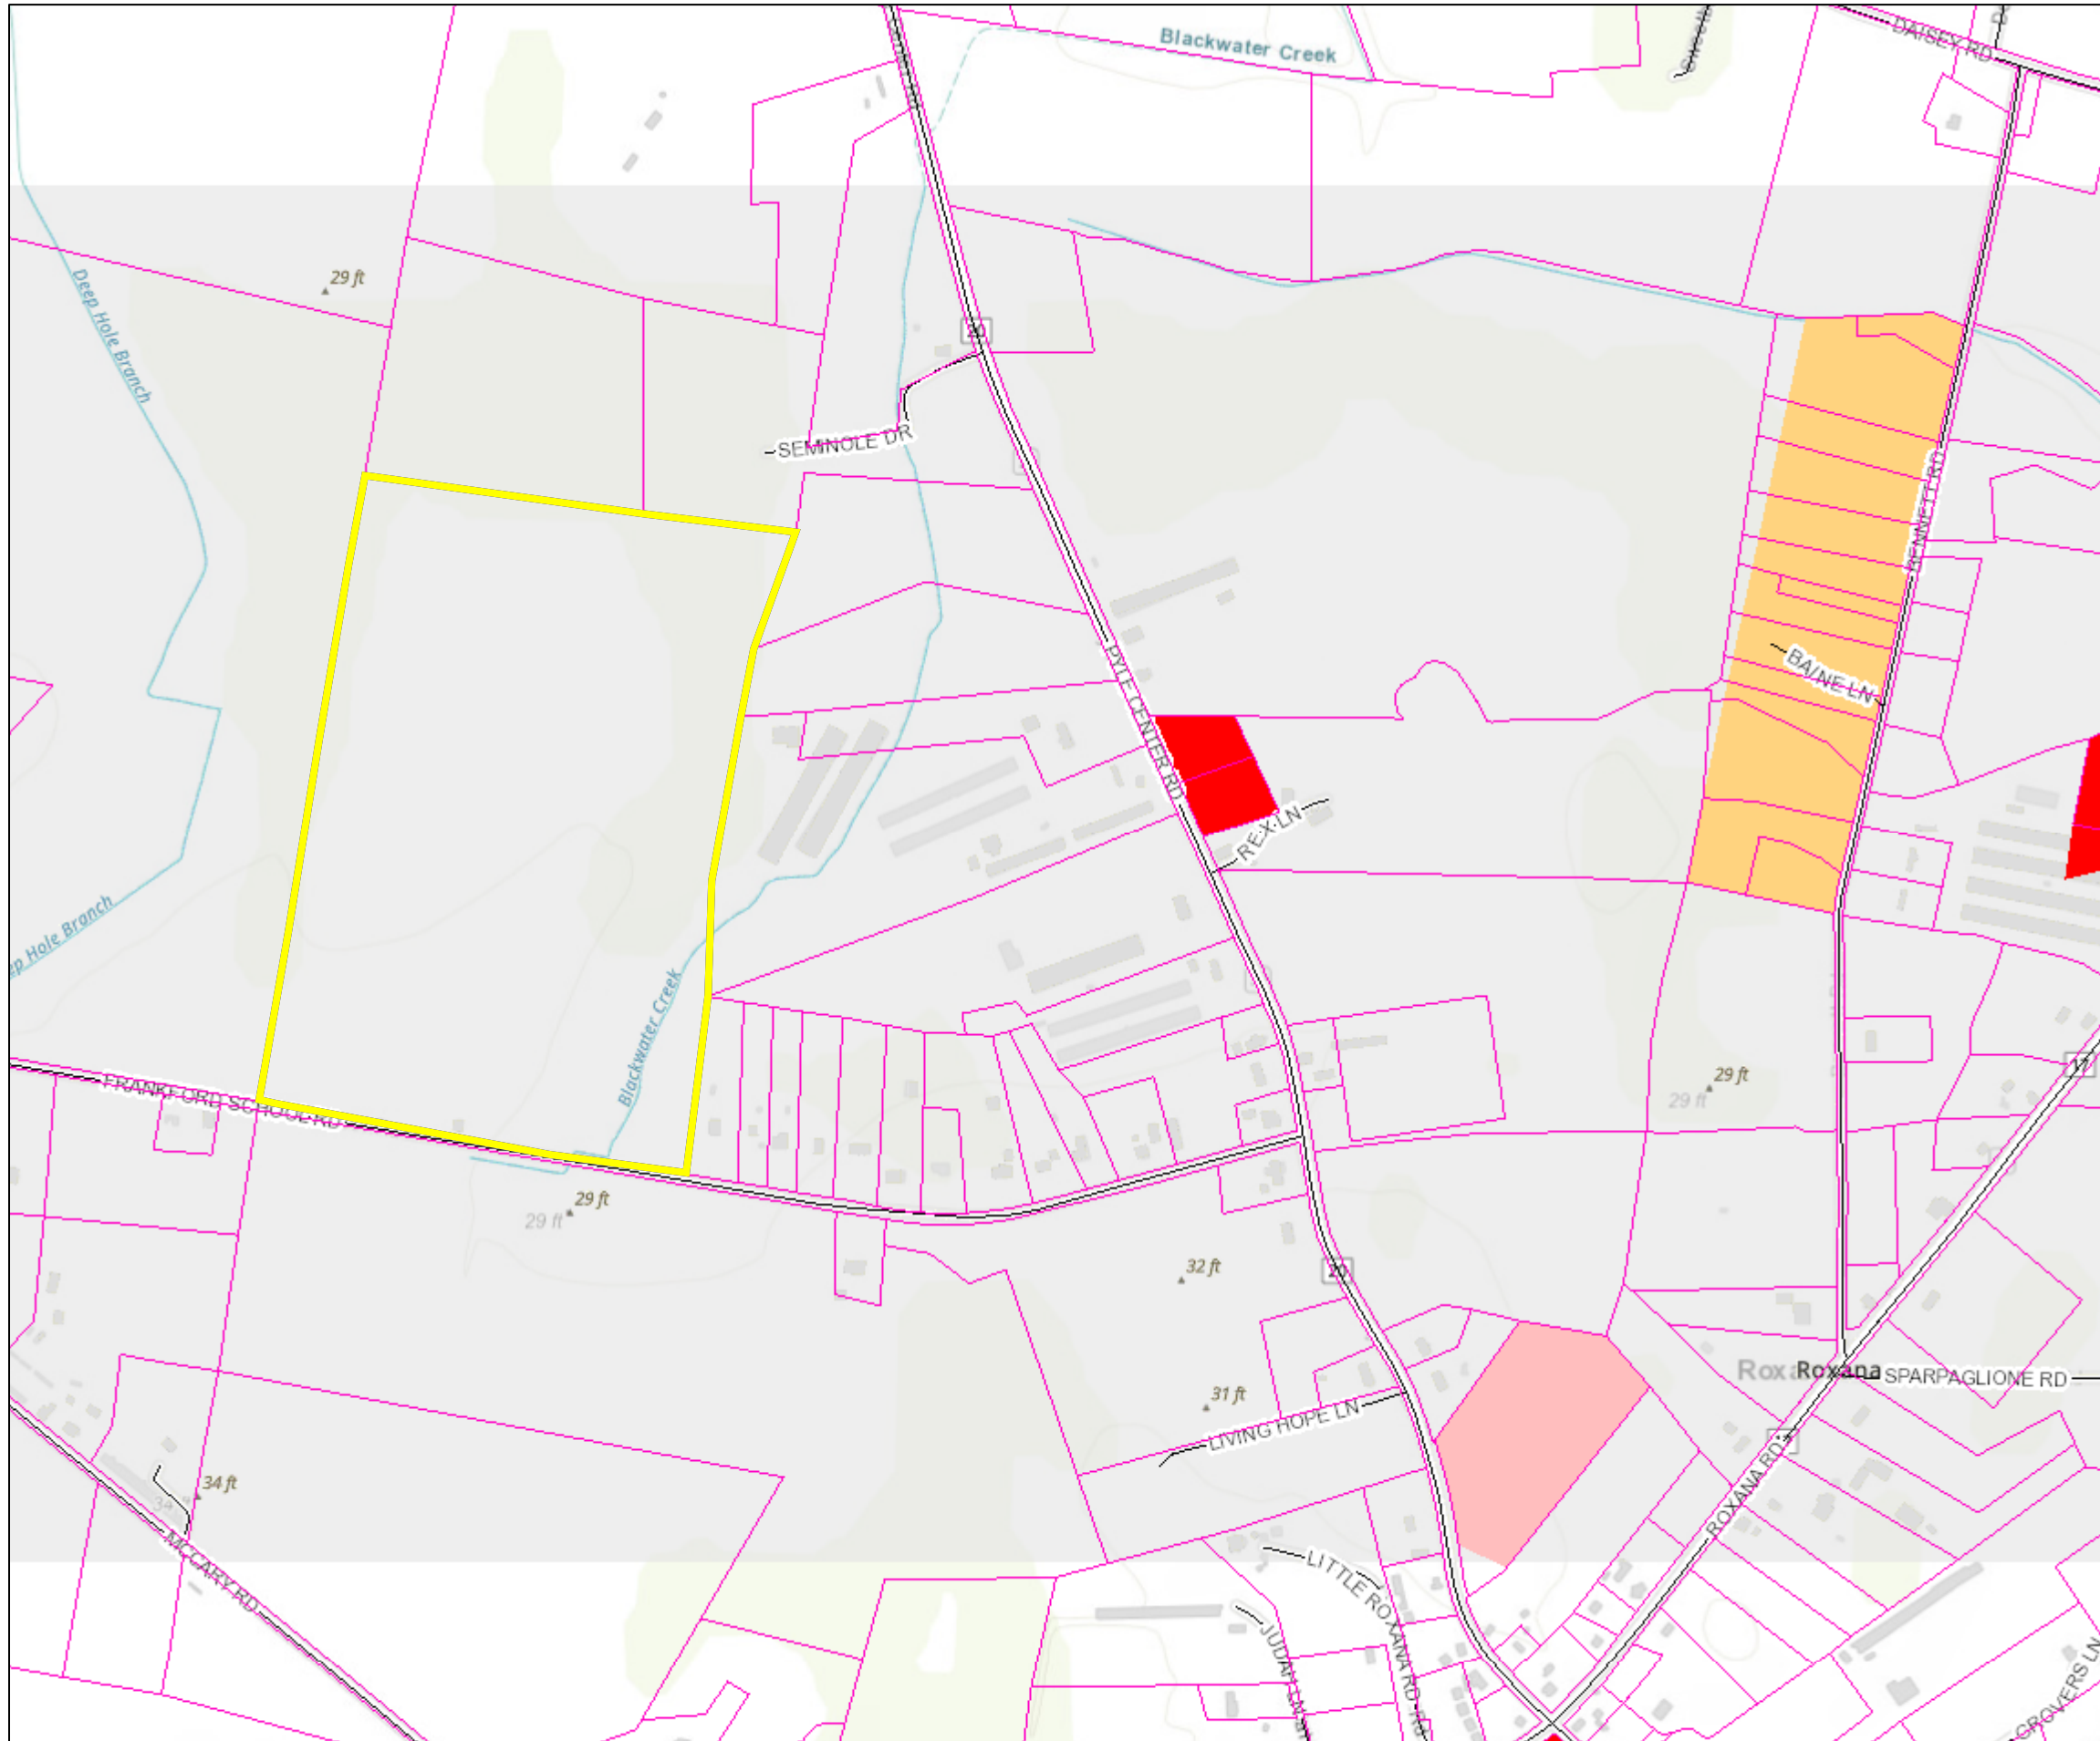 Blackwater Creek
DAISEY RD
Deep Hole Branch
29 ft
20
SEMINOLE DR
BENNETT RD
PYLE CENTER RD
BAINE LN
REX LN
Blackwater Creek
29 ft
29 ft
17
FRANKFORD SCHOOL RD
29 ft
29 ft
32 ft
20
Roxana
SPARPAGLIONE RD
31 ft
LIVING HOPE LN
34 ft
ROXANA RD
MCCARY RD
LITTLE ROXANA RD
JUDAH LN
GROVERS LN